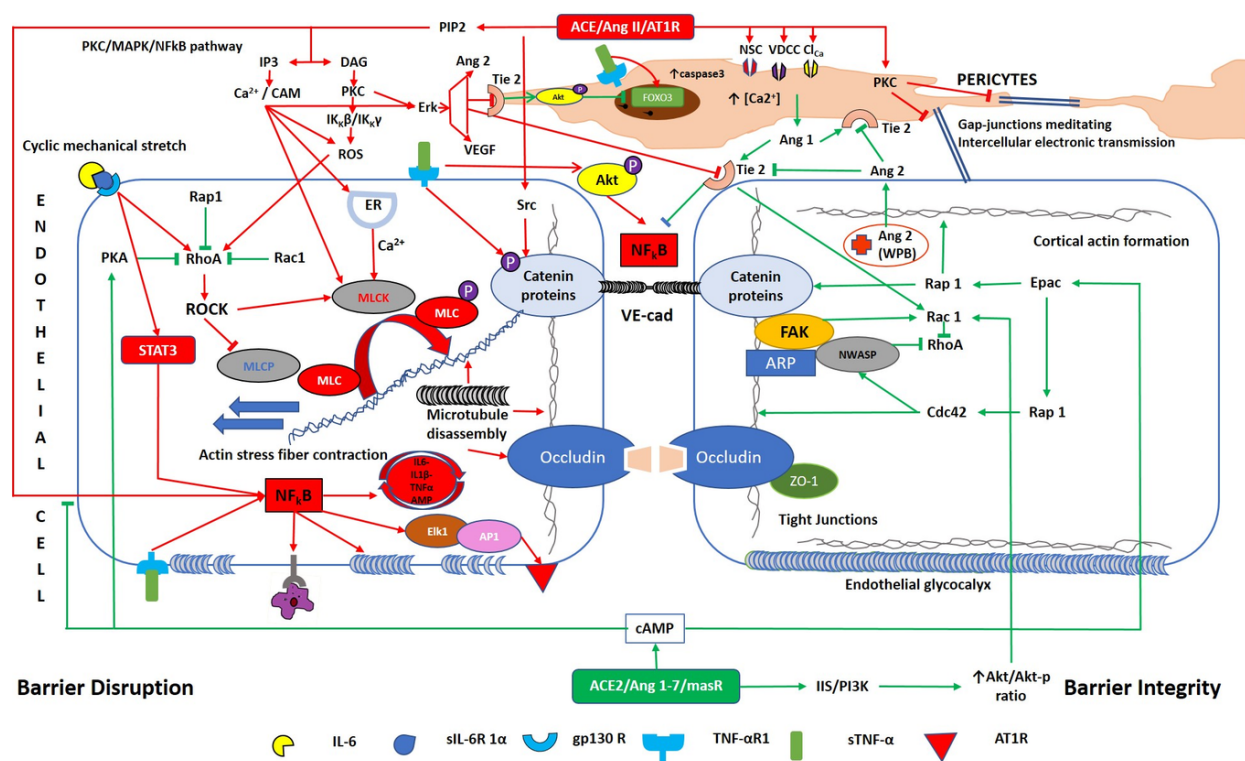 PIP2
ACE/Ang II/AT1R
PKC/MAPK/NFkB pathway
Ang 2
NSC VDCC ClCa
IP3
DAG
Tie 2
↑caspase3
Ca2+ / CAM
PKC
Erk
Akt
P
FOXO3
↑ [Ca2+]
PKC
PERICYTES
IKKβ/IKKγ
Ang 1
Tie 2
Gap-junctions meditating
Intercellular electronic transmission
Cyclic mechanical stretch
ROS
VEGF
P
Akt
Tie 2
Ang 2
ENDOTHELIAL
CELL
Rap1
ER
Src
Ang 2
(WPB)
Cortical actin formation
PKA
RhoA
Rac1
Ca2+
NFkB
P
Catenin
proteins
Catenin
proteins
Rap 1
Epac
ROCK
MLCK
P
MLC
VE-cad
FAK
Rac 1
STAT3
MLCP
MLC
ARP
NWASP
RhoA
Microtubule
disassembly
Cdc42
Rap 1
Actin stress fiber contraction
Occludin
Occludin
ZO-1
NFkB
IL6-
IL1β-
TNFα
AMP
Elk1
AP1
Tight Junctions
Endothelial glycocalyx
cAMP
Barrier Disruption
ACE2/Ang 1-7/masR
IIS/PI3K
↑Akt/Akt-p
ratio
Barrier Integrity
IL-6
sIL-6R 1α
gp130 R
TNF-αR1
sTNF-α
AT1R